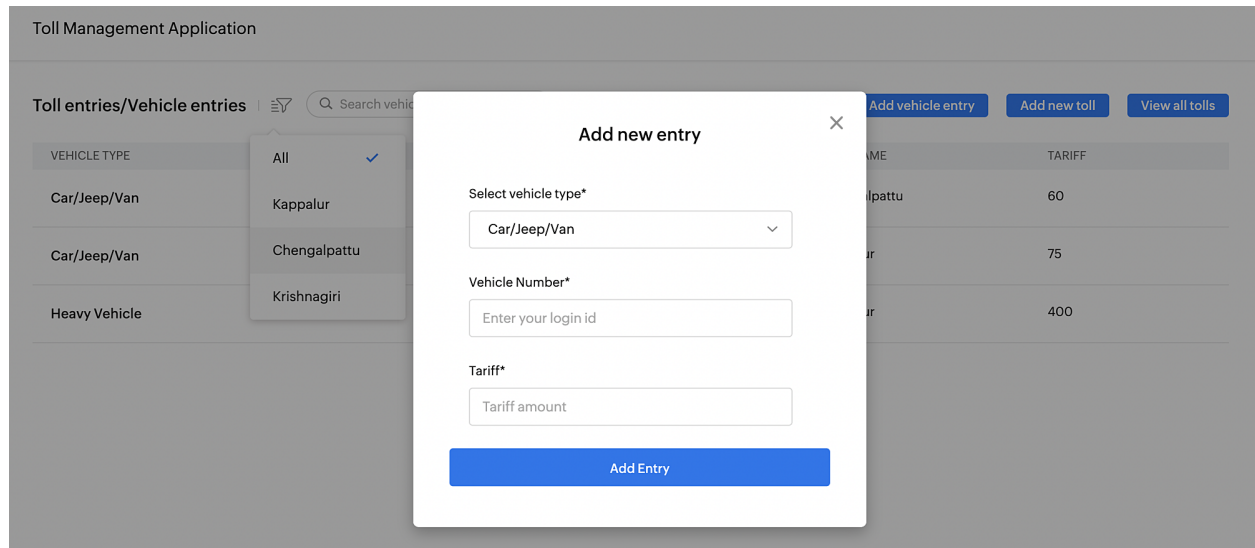 Toll Management Application
Toll entries/Vehicle entries
Search
Add vehicle entry
Add new toll
View all tolls
VEHICLE TYPE
TARIFF
Car/Jeep/Van
60
Car/Jeep/Van
75
Heavy Vehicle
400
All
Kappalur
Chengalpattu
Krishnagiri
Add new entry
Select vehicle type*
Car/Jeep/Van
Vehicle Number*
Enter your login id
Tariff*
Tariff amount
Add Entry